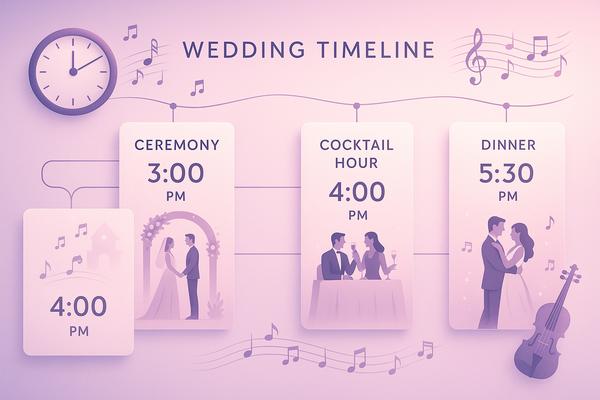 WEDDING TIMELINE
CEREMONY
3:00
PM
COCKTAIL
HOUR
4:00
PM
DINNER
5:30
PM
4:00
PM